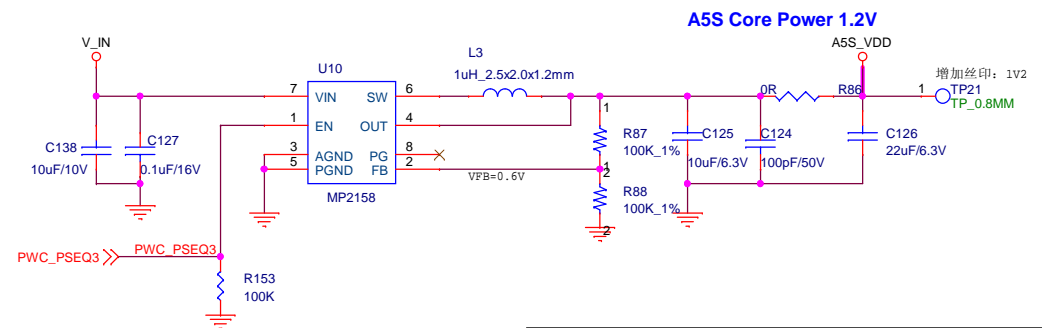 A5S Core Power 1.2V
V_IN
A5S_VDD
L3
1uH_2.5x2.0x1.2mm
U10
增加丝印：1V2
7
VIN
SW
6
0R
R86
1
TP21
TP_0.8MM
1
EN
OUT
4
1
C138
10uF/10V
C127
0.1uF/16V
3
AGND
PG
8
5
PGND
FB
2
R87
100K_1%
C125
10uF/6.3V
C124
100pF/50V
C126
22uF/6.3V
VFB=0.6V
2
1
MP2158
R88
100K_1%
2
PWC_PSEQ3
PWC_PSEQ3
R153
100K